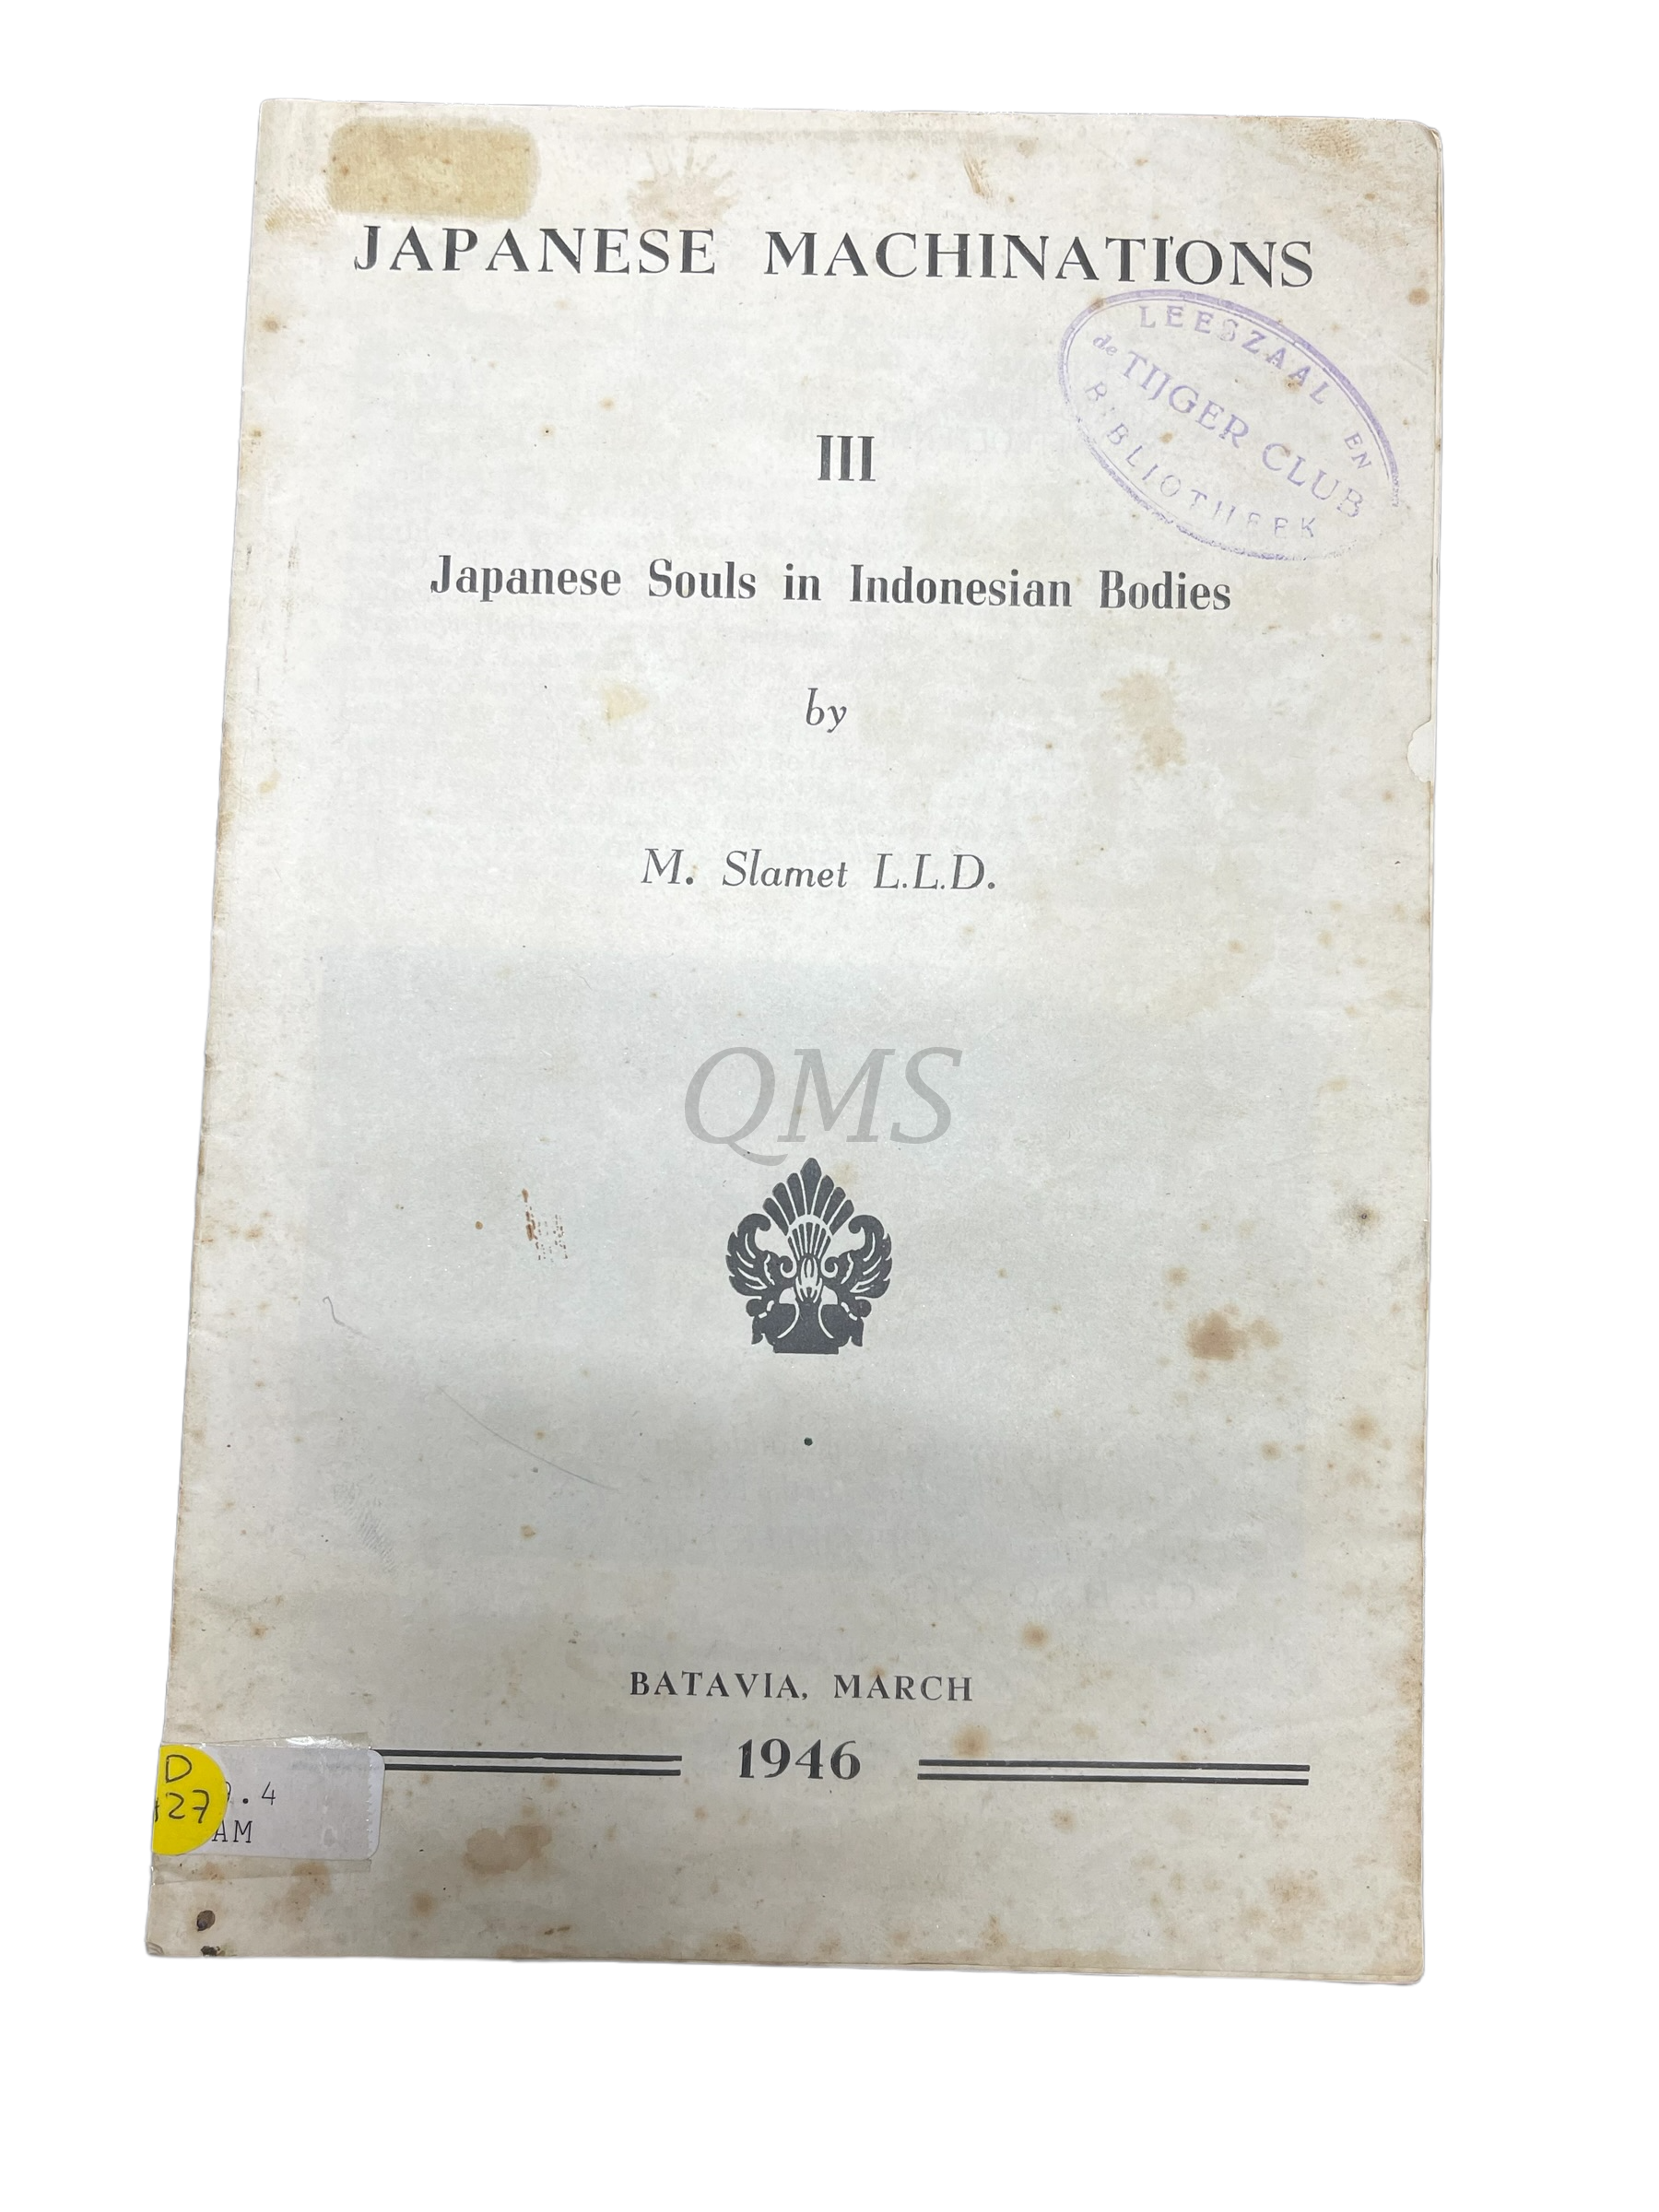 JAPANESE MACHINATIONS
LEESZAAL EN
de TIJGER CLUB
BIBLIOTHEEK
III
Japanese Souls in Indonesian Bodies
by
M. Slamet L.L.D.
QMS
BATAVIA, MARCH
1946
D
27
.4
AM